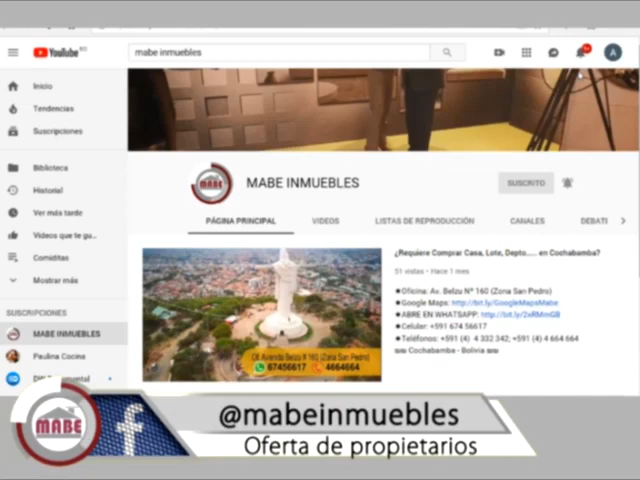 YouTube BO
mabe inmuebles
A
Inicio
Tendencias
Suscripciones
Biblioteca
Historial
Ver más tarde
Videos que te gu...
Comiditas
Mostrar más
SUSCRIPCIONES
MABE INMUEBLES
Paulina Cocina
MABE
MABE INMUEBLES
SUSCRITO
PÁGINA PRINCIPAL VIDEOS LISTAS DE REPRODUCCIÓN CANALES DEBATI
¿Requiere Comprar Casa, Lote, Depto..... en Cochabamba?
51 vistas • Hace 1 mes
Oficina: Av. Belzu Nº 160 (Zona San Pedro)
Google Maps: http://bit.ly/GoogleMapsMabe
ABRE EN WHATSAPP: http://bit.ly/2xRMmGB
Celular: +591 674 56617
Teléfonos: +591 (4) 4 332 342; +591 (4) 4 664 664
Cochabamba - Bolivia
Avenida Belzu # 160 (Zona San Pedro)
67456617 4664664
MABE
f
@mabeinmuebles
Oferta de propietarios